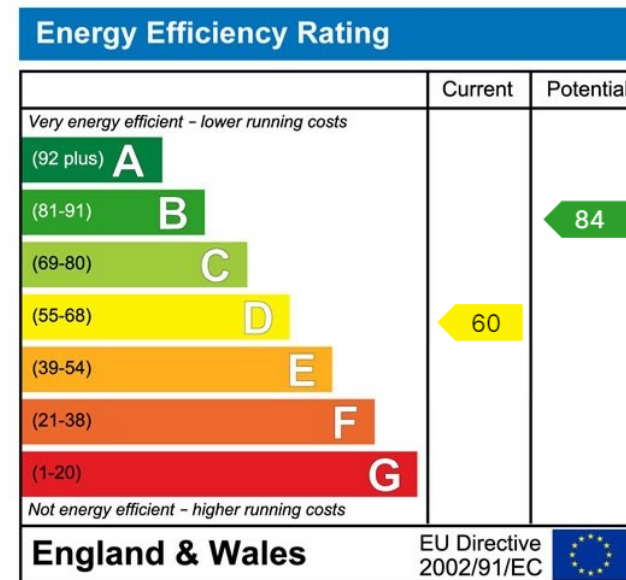 Energy Efficiency Rating
Current Potential
Very energy efficient – lower running costs
(92 plus) A
(81-91) B
84
(69-80) C
(55-68) D
60
(39-54) E
(21-38) F
(1-20) G
Not energy efficient – higher running costs
England & Wales
EU Directive
2002/91/EC